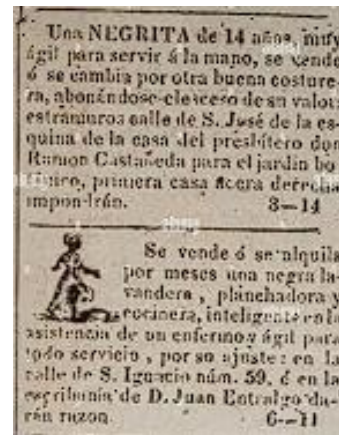 Una NEGRITA de 14 años, muy
ágil para servir á la mano, se vende
ó se cambia por otra buena costure-
ra, abonándose el esceso de su valor:
estramuros calle de S. José de la es-
quina de la casa del presbítero don
Ramon Castañeda para el jardin bo-
primera casa acera derecha
impondrán. 3—14
Se vende ó se alquila
por meses una negra la-
vandera, planchadora y
cocinera, inteligente en la
asistencia de un enfermo y ágil para
todo servicio, por so ajuste: en la
calle de S. Ignacio núm. 59, ó en la
escribanía de D. Juan Entralgo da-
rán razon. 6—11